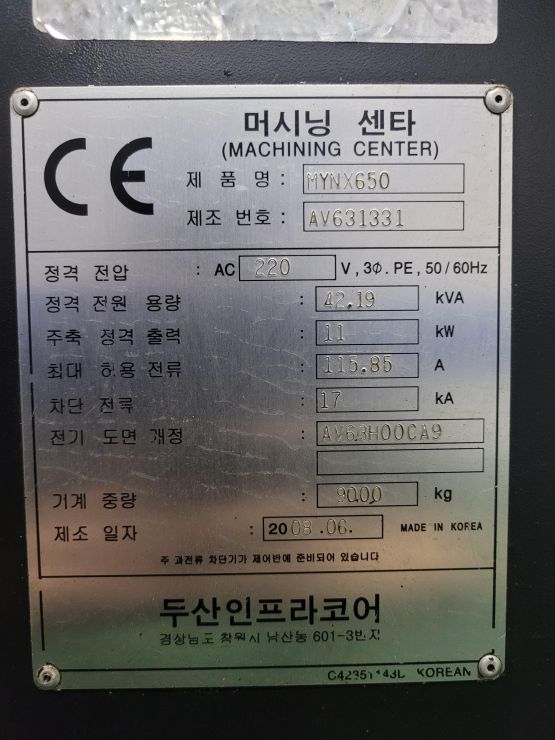 CE
머시닝 센타
(MACHINING CENTER)
제 품 명 : MYNX650
제조 번호 : AV631331
정격 전압 : AC 220 V , 3Φ . PE , 50 / 60Hz
정격 전원 용량 : 42.19 kVA
주축 정격 출력 : 11 kW
최대 허용 전류 : 115.85 A
차단 전류 : 17 kA
전기 도면 개정 : AV63H00CA9
기계 중량 : 9000 kg
제조 일자 : 2008.06. MADE IN KOREA
주 과전류 차단기가 제어반에 준비되어 있습니다
두산인프라코어
경상남도 창원시 남산동 601-3번지
KOREAN